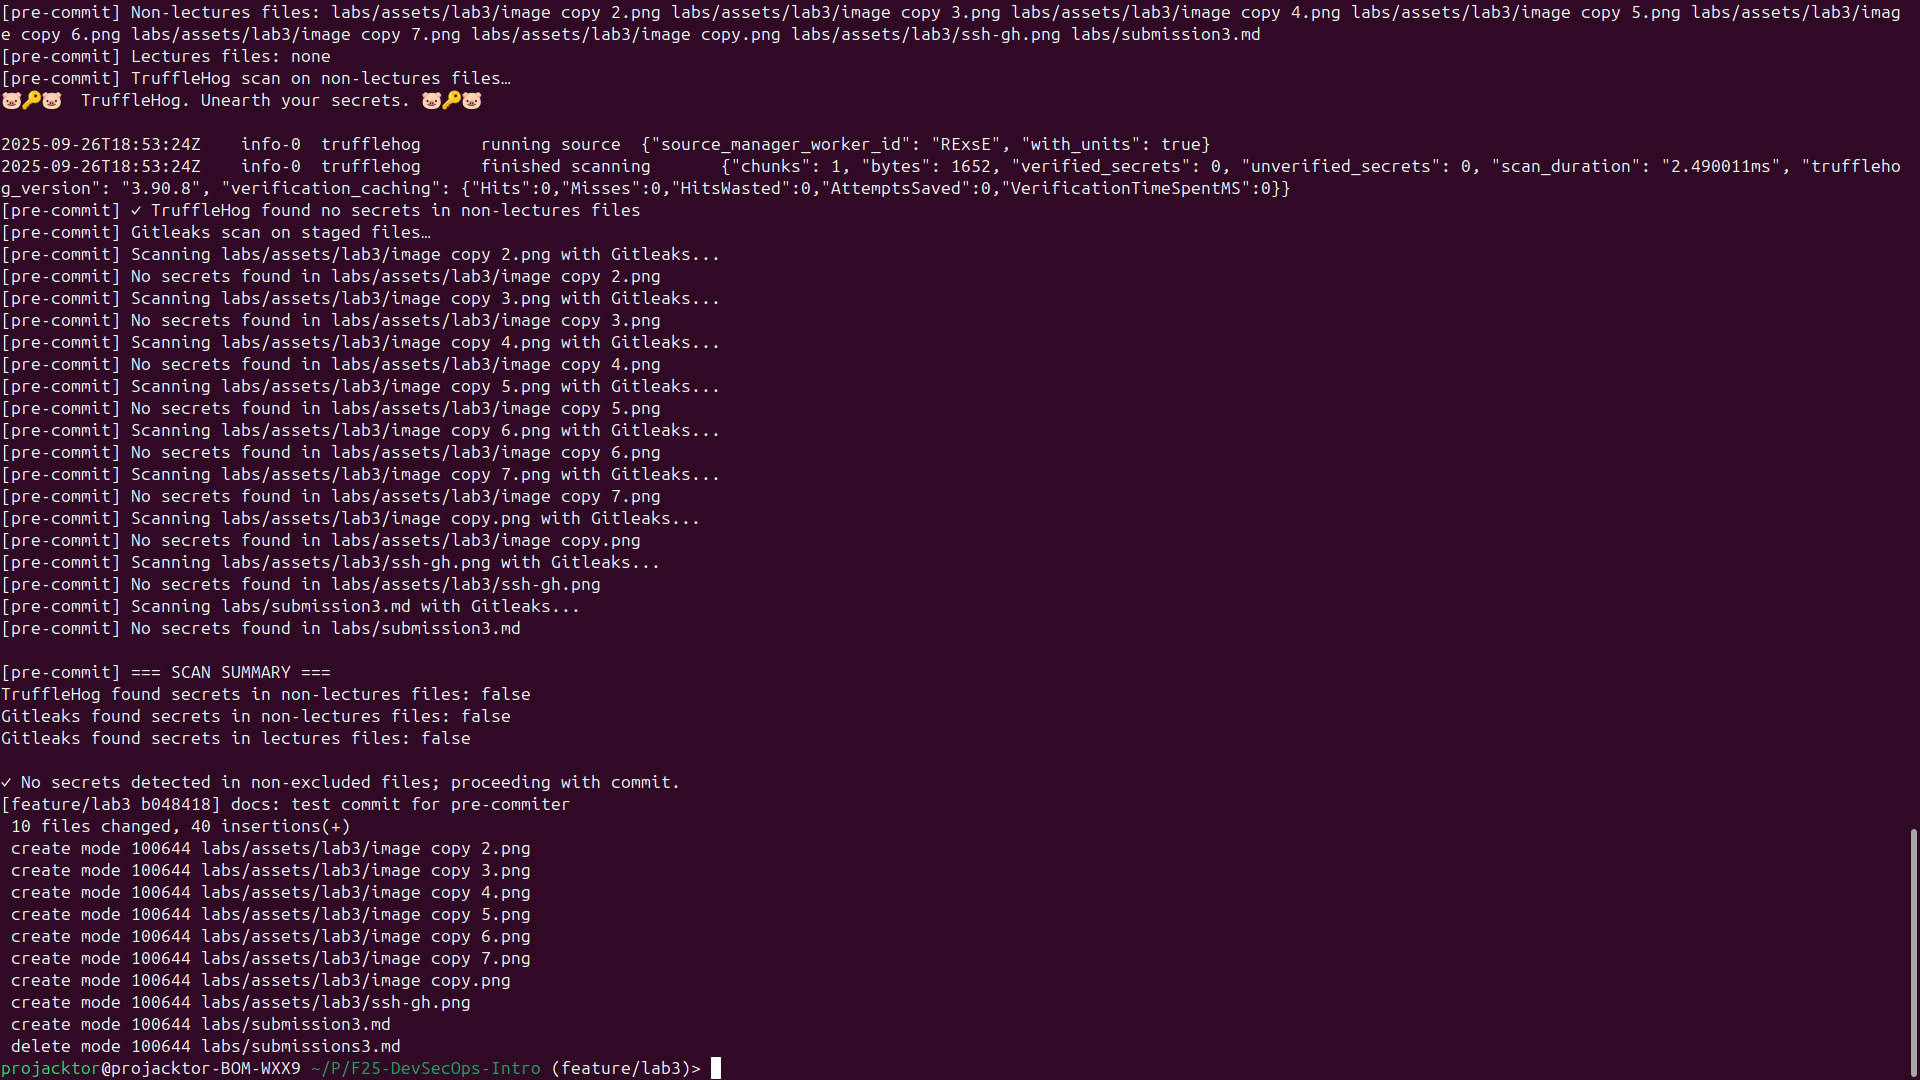 [pre-commit] Non-lectures files: labs/assets/lab3/image copy 2.png labs/assets/lab3/image copy 3.png labs/assets/lab3/image copy 4.png labs/assets/lab3/image copy 5.png labs/assets/lab3/imag
e copy 6.png labs/assets/lab3/image copy 7.png labs/assets/lab3/image copy.png labs/assets/lab3/ssh-gh.png labs/submission3.md
[pre-commit] Lectures files: none
[pre-commit] TruffleHog scan on non-lectures files…
🐷🔑🐷  TruffleHog. Unearth your secrets. 🐷🔑🐷
2025-09-26T18:53:24Z    info-0  trufflehog      running source  {"source_manager_worker_id": "RExsE", "with_units": true}
2025-09-26T18:53:24Z    info-0  trufflehog      finished scanning       {"chunks": 1, "bytes": 1652, "verified_secrets": 0, "unverified_secrets": 0, "scan_duration": "2.490011ms", "truffleho
g_version": "3.90.8", "verification_caching": {"Hits":0,"Misses":0,"HitsWasted":0,"AttemptsSaved":0,"VerificationTimeSpentMS":0}}
[pre-commit] ✓ TruffleHog found no secrets in non-lectures files
[pre-commit] Gitleaks scan on staged files…
[pre-commit] Scanning labs/assets/lab3/image copy 2.png with Gitleaks...
[pre-commit] No secrets found in labs/assets/lab3/image copy 2.png
[pre-commit] Scanning labs/assets/lab3/image copy 3.png with Gitleaks...
[pre-commit] No secrets found in labs/assets/lab3/image copy 3.png
[pre-commit] Scanning labs/assets/lab3/image copy 4.png with Gitleaks...
[pre-commit] No secrets found in labs/assets/lab3/image copy 4.png
[pre-commit] Scanning labs/assets/lab3/image copy 5.png with Gitleaks...
[pre-commit] No secrets found in labs/assets/lab3/image copy 5.png
[pre-commit] Scanning labs/assets/lab3/image copy 6.png with Gitleaks...
[pre-commit] No secrets found in labs/assets/lab3/image copy 6.png
[pre-commit] Scanning labs/assets/lab3/image copy 7.png with Gitleaks...
[pre-commit] No secrets found in labs/assets/lab3/image copy 7.png
[pre-commit] Scanning labs/assets/lab3/image copy.png with Gitleaks...
[pre-commit] No secrets found in labs/assets/lab3/image copy.png
[pre-commit] Scanning labs/assets/lab3/ssh-gh.png with Gitleaks...
[pre-commit] No secrets found in labs/assets/lab3/ssh-gh.png
[pre-commit] Scanning labs/submission3.md with Gitleaks...
[pre-commit] No secrets found in labs/submission3.md
[pre-commit] === SCAN SUMMARY ===
TruffleHog found secrets in non-lectures files: false
Gitleaks found secrets in non-lectures files: false
Gitleaks found secrets in lectures files: false
✓ No secrets detected in non-excluded files; proceeding with commit.
[feature/lab3 b048418] docs: test commit for pre-commiter
 10 files changed, 40 insertions(+)
 create mode 100644 labs/assets/lab3/image copy 2.png
 create mode 100644 labs/assets/lab3/image copy 3.png
 create mode 100644 labs/assets/lab3/image copy 4.png
 create mode 100644 labs/assets/lab3/image copy 5.png
 create mode 100644 labs/assets/lab3/image copy 6.png
 create mode 100644 labs/assets/lab3/image copy 7.png
 create mode 100644 labs/assets/lab3/image copy.png
 create mode 100644 labs/assets/lab3/ssh-gh.png
 create mode 100644 labs/submission3.md
 delete mode 100644 labs/submissions3.md
projacktor@projacktor-BOM-WXX9 ~/P/F25-DevSecOps-Intro (feature/lab3)>